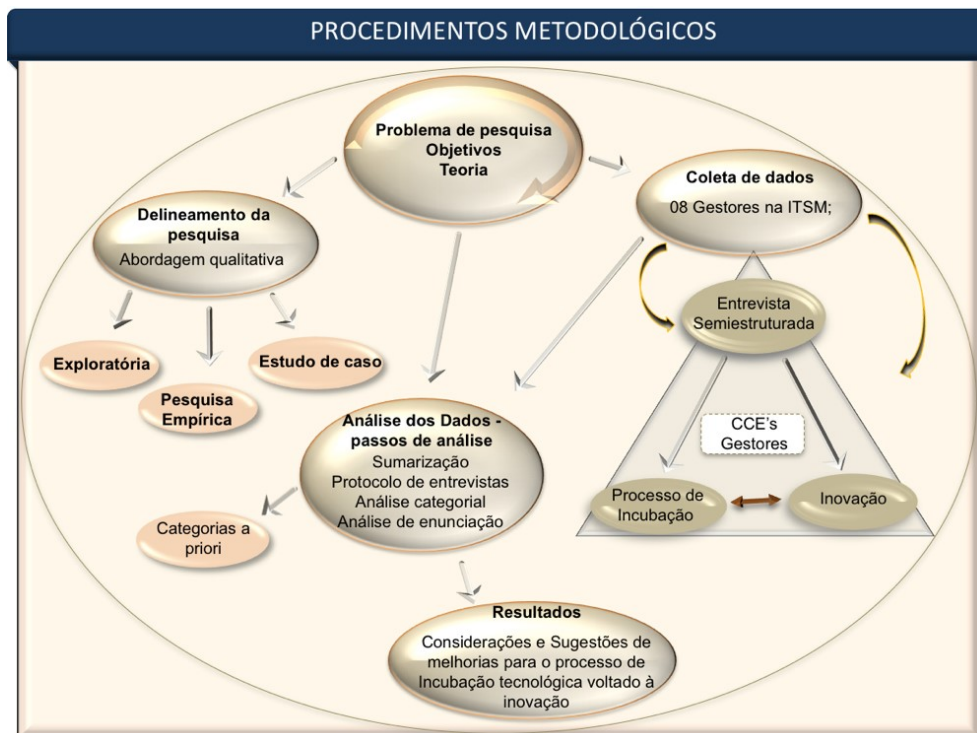 PROCEDIMENTOS METODOLÓGICOS
Problema de pesquisa
Objetivos
Teoria
Coleta de dados
08 Gestores na ITSM;
Delineamento da
pesquisa
Abordagem qualitativa
Entrevista
Semiestruturada
Exploratória
Estudo de caso
Pesquisa
Empírica
Análise dos Dados -
passos de análise
Sumarização
Protocolo de entrevistas
Análise categorial
Análise de enunciação
CCE's
Gestores
Processo de
Incubação
Inovação
Categorias a
priori
Resultados
Considerações e Sugestões de
melhorias para o processo de
Incubação tecnológica voltado à
inovação